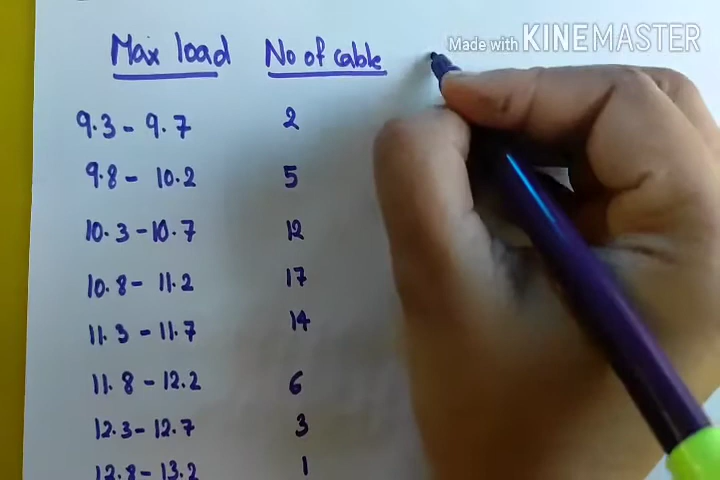 Made with KINEMASTER
Max load No of cable
9.3 - 9.7 2
9.8 - 10.2 5
10.3 - 10.7 12
10.8 - 11.2 17
11.3 - 11.7 14
11.8 - 12.2 6
12.3 - 12.7 3
12.8 - 13.2 1